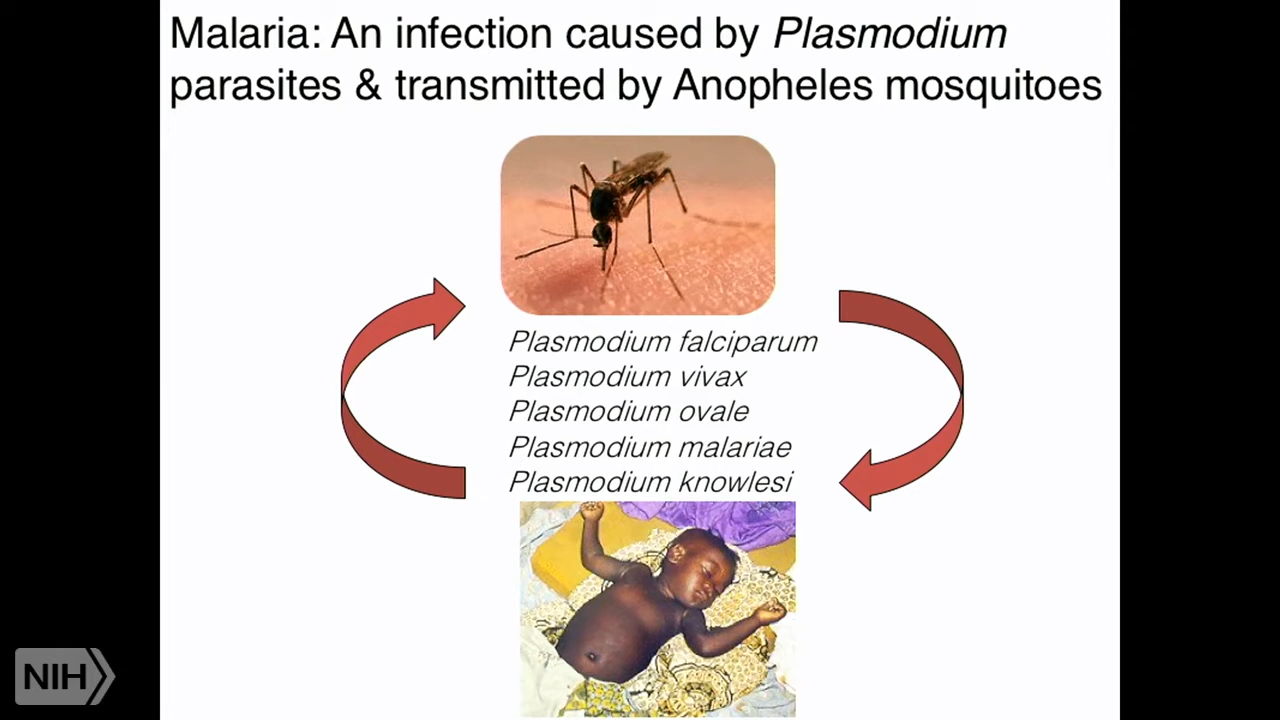 Malaria: An infection caused by Plasmodium
parasites & transmitted by Anopheles mosquitoes
Plasmodium falciparum
Plasmodium vivax
Plasmodium ovale
Plasmodium malariae
Plasmodium knowlesi
NIH